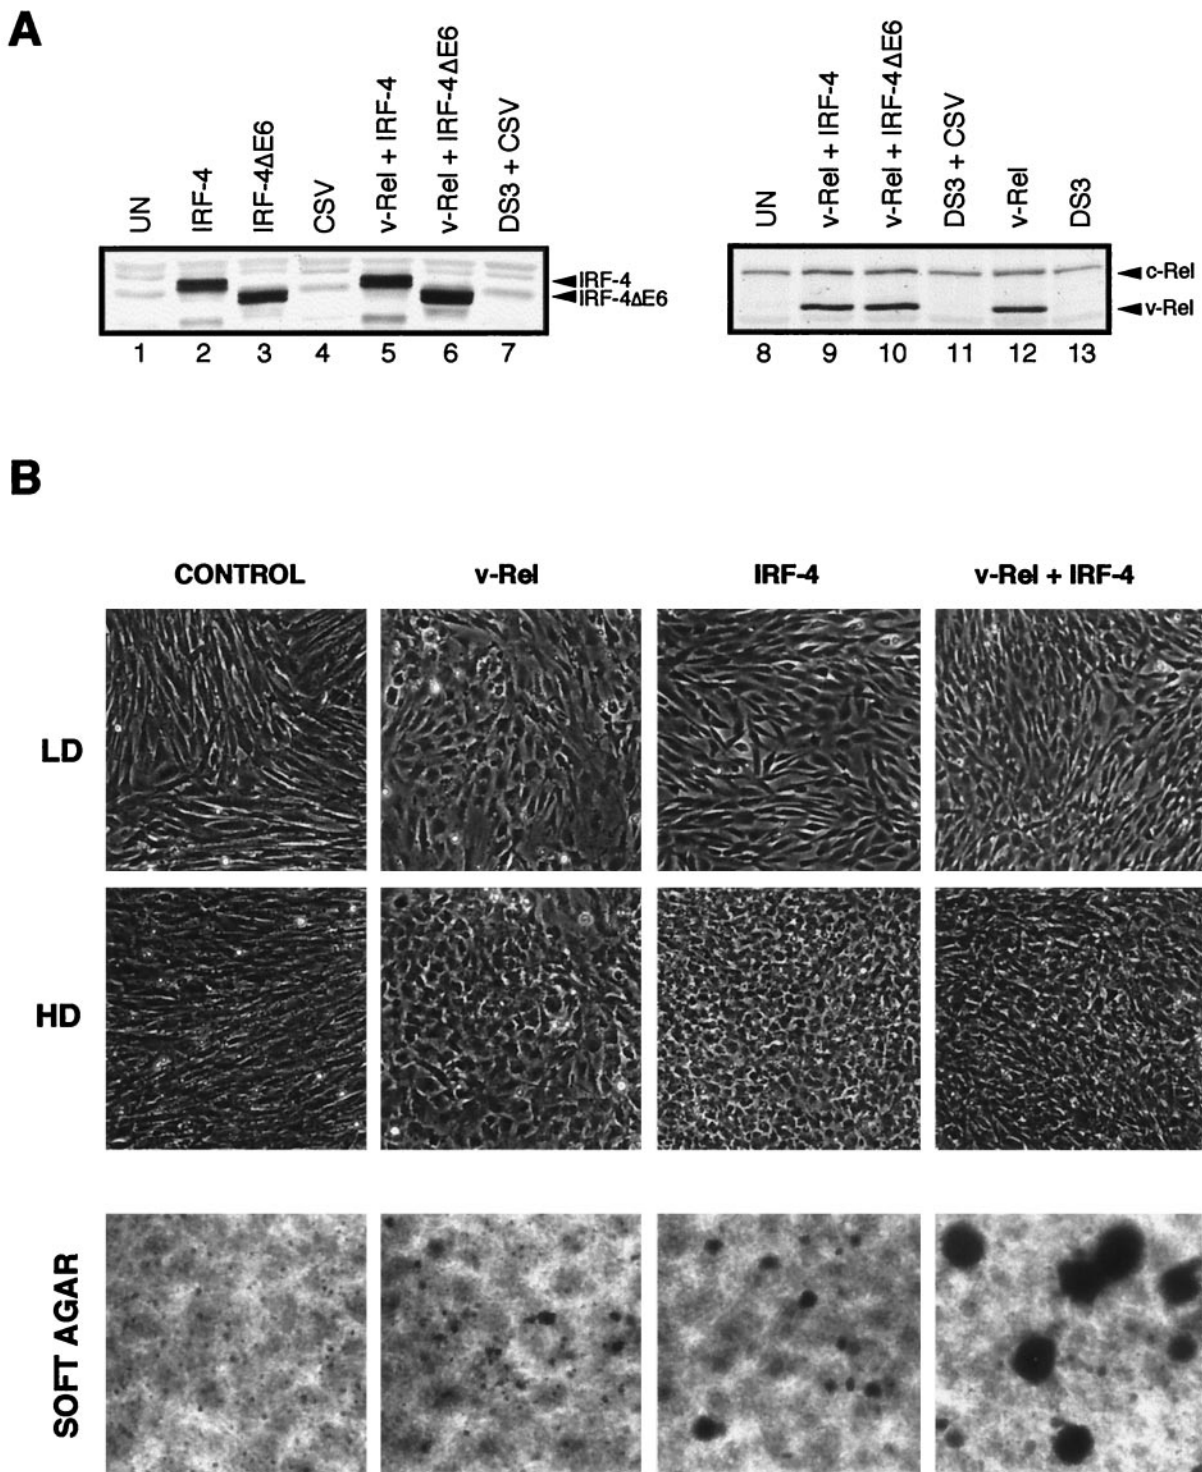 A
UN
IRF-4
IRF-4ΔE6
CSV
v-Rel + IRF-4
v-Rel + IRF-4ΔE6
DS3 + CSV
IRF-4
IRF-4ΔE6
1 2 3 4 5 6 7
UN
v-Rel + IRF-4
v-Rel + IRF-4ΔE6
DS3 + CSV
v-Rel
DS3
c-Rel
v-Rel
8 9 10 11 12 13
B
CONTROL v-Rel IRF-4 v-Rel + IRF-4
LD
HD
SOFT AGAR